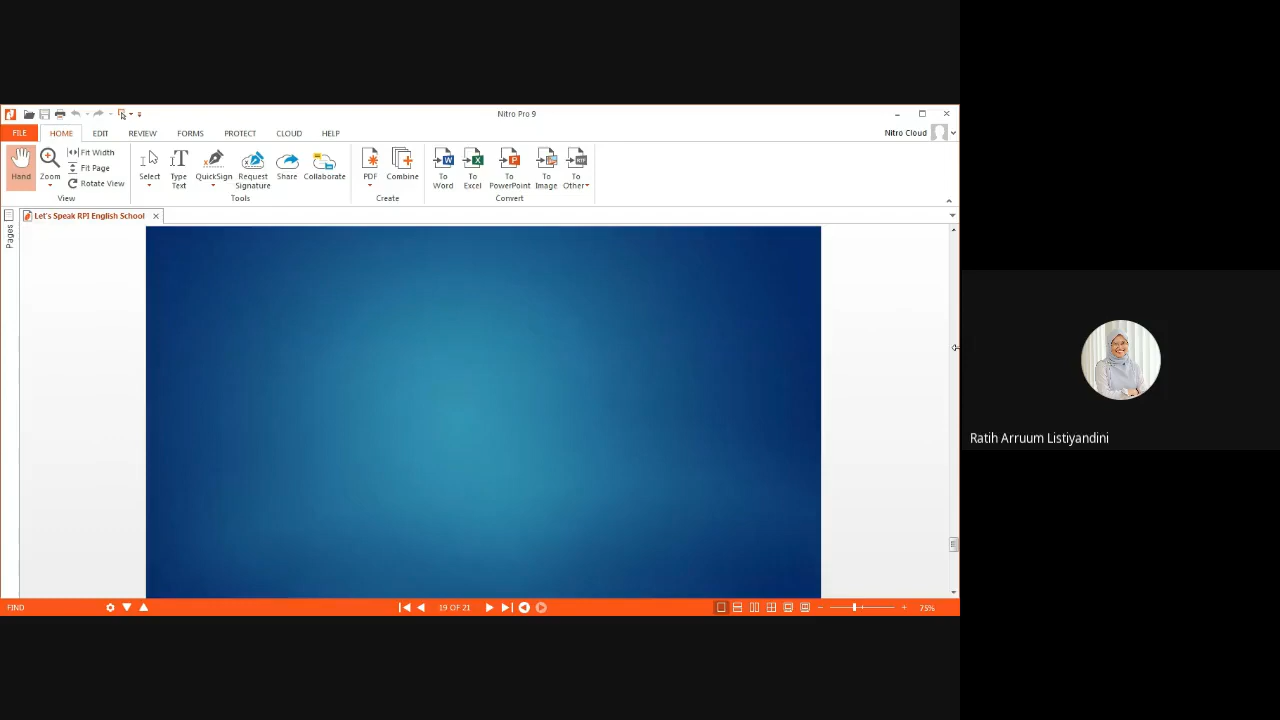 Nitro Pro 9
FILE HOME EDIT REVIEW FORMS PROTECT CLOUD HELP Nitro Cloud
Hand Zoom Fit Width Fit Page Rotate View
View
Select Type Text QuickSign Request Signature Share Collaborate
Tools
PDF Combine
Create
To Word To Excel To PowerPoint To Image To Other
Convert
Let's Speak RPI English School
Pages
Ratih Arruum Listiyandini
FIND 19 OF 21 75%